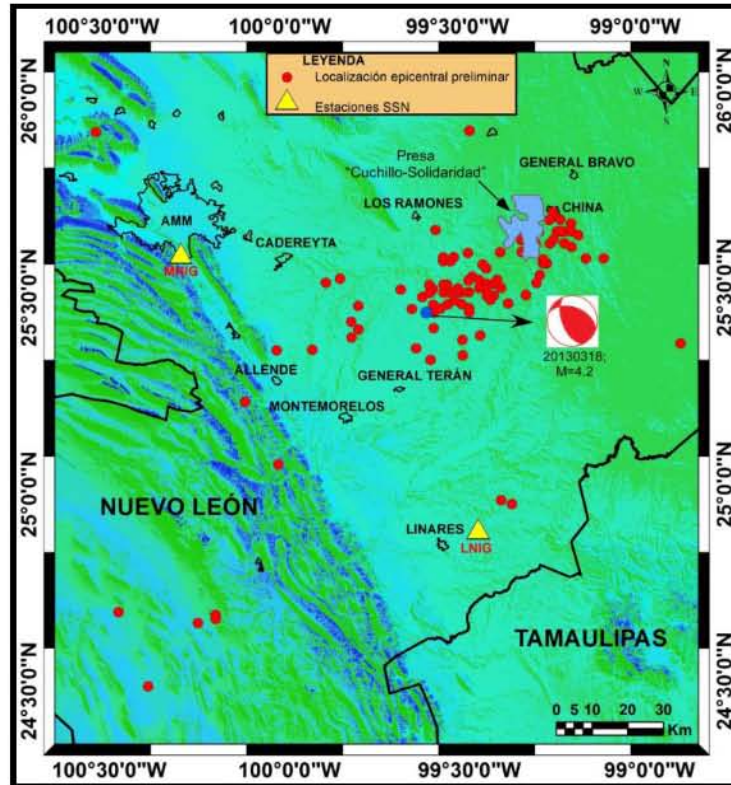 100°30'0"W 100°0'0"W 99°30'0"W 99°0'0"W
LEYENDA
Localización epicentral preliminar
Estaciones SSN
N
W
E
S
26°0'0"N
26°0'0"N
Presa
"Cuchillo-Solidaridad"
GENERAL BRAVO
LOS RAMONES
CHINA
AMM
CADEREYTA
MNIG
25°30'0"N
25°30'0"N
20130318;
M=4.2
ALLENDE
GENERAL TERÁN
MONTEMORELOS
25°0'0"N
25°0'0"N
NUEVO LEÓN
LINARES
LNIG
TAMAULIPAS
24°30'0"N
24°30'0"N
0 5 10 20 30
Km
100°30'0"W 100°0'0"W 99°30'0"W 99°0'0"W